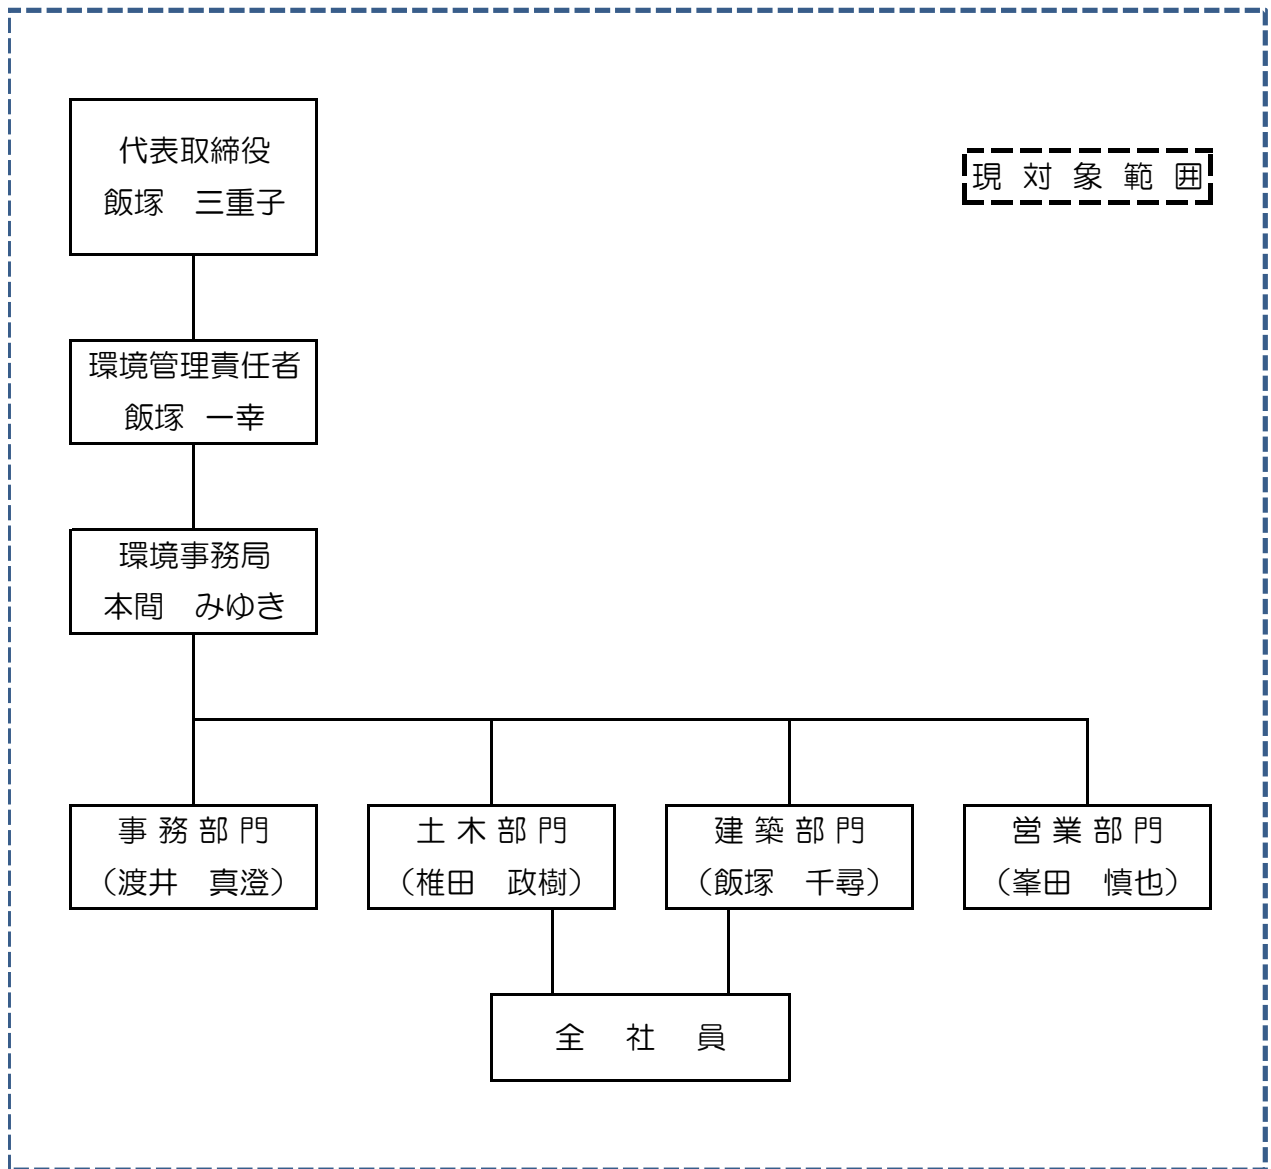 代表取締役
飯塚　三重子
現 対 象 範 囲
環境管理責任者
飯塚 一幸
環境事務局
本間　みゆき
事 務 部 門
（渡井　真澄）
土 木 部 門
（椎田　政樹）
建 築 部 門
（飯塚　千尋）
営 業 部 門
（峯田　慎也）
全　社　員